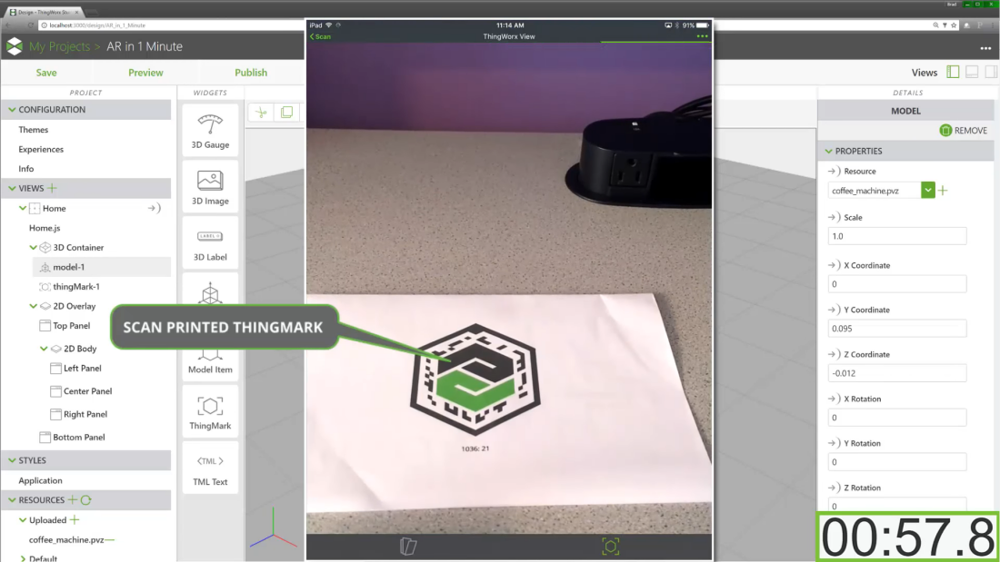 Design - ThingWorx Stu
Brad
localhost:3000/design/AR_in_1_Minute
My Projects > AR in 1 Minute
Save
Preview
Publish
Views
PROJECT
CONFIGURATION
Themes
Experiences
Info
VIEWS
Home
Home.js
3D Container
model-1
thingMark-1
2D Overlay
Top Panel
2D Body
Left Panel
Center Panel
Right Panel
Bottom Panel
STYLES
Application
RESOURCES
Uploaded
coffee_machine.pvz
Default
WIDGETS
3D Gauge
3D Image
LABEL
3D Label
Model Item
ThingMark
<TML>
TML Text
iPad
11:14 AM
91%
Scan
ThingWorx View
SCAN PRINTED THINGMARK
1036: 21
DETAILS
MODEL
REMOVE
PROPERTIES
Resource
coffee_machine.pvz
Scale
1.0
X Coordinate
0
Y Coordinate
0.095
Z Coordinate
-0.012
X Rotation
0
Y Rotation
0
Z Rotation
0
00:57.8